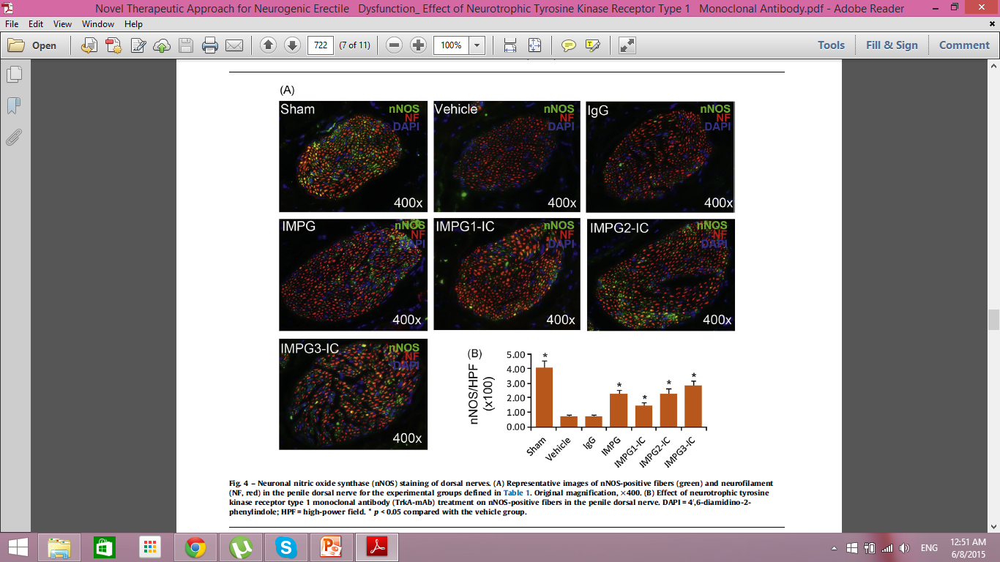 Novel Therapeutic Approach for Neurogenic Erectile Dysfunction_ Effect of Neurotrophic Tyrosine Kinase Receptor Type 1 Monoclonal Antibody.pdf - Adobe Reader
File Edit View Window Help
Open 722 (7 of 11) 100% Tools Fill & Sign Comment
(A)
Sham nNOS NF DAPI 400x
Vehicle nNOS NF DAPI 400x
IgG nNOS NF DAPI 400x
IMPG nNOS NF DAPI 400x
IMPG1-IC nNOS NF DAPI 400x
IMPG2-IC nNOS NF DAPI 400x
IMPG3-IC nNOS NF DAPI 400x
(B)
nNOS/HPF
(x100)
5.00
4.00
3.00
2.00
1.00
0.00
* * * * *
Sham Vehicle IgG IMPG IMPG1-IC IMPG2-IC IMPG3-IC
Fig. 4 – Neuronal nitric oxide synthase (nNOS) staining of dorsal nerves. (A) Representative images of nNOS-positive fibers (green) and neurofilament
(NF, red) in the penile dorsal nerve for the experimental groups defined in Table 1. Original magnification, ×400. (B) Effect of neurotrophic tyrosine
kinase receptor type 1 monoclonal antibody (TrkA-mAb) treatment on nNOS-positive fibers in the penile dorsal nerve. DAPI = 4′,6-diamidino-2-
phenylindole; HPF = high-power field. * p < 0.05 compared with the vehicle group.
ENG
12:51 AM
6/8/2015